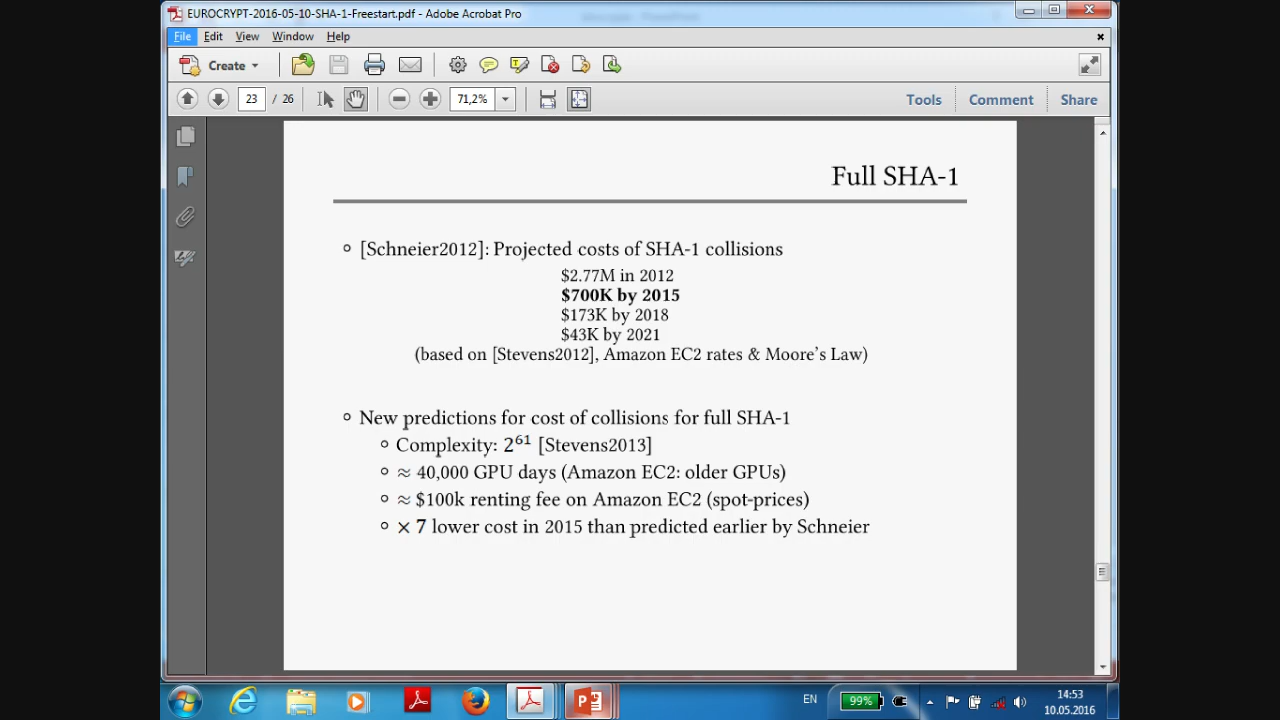 EUROCRYPT-2016-05-10-SHA-1-Freestart.pdf - Adobe Acrobat Pro
File Edit View Window Help
Create
23 / 26 71,2% Tools Comment Share
Full SHA-1
[Schneier2012]: Projected costs of SHA-1 collisions
$2.77M in 2012
$700K by 2015
$173K by 2018
$43K by 2021
(based on [Stevens2012], Amazon EC2 rates & Moore's Law)
New predictions for cost of collisions for full SHA-1
Complexity: 2⁶¹ [Stevens2013]
≈ 40,000 GPU days (Amazon EC2: older GPUs)
≈ $100k renting fee on Amazon EC2 (spot-prices)
× 7 lower cost in 2015 than predicted earlier by Schneier
EN 99% 14:53
10.05.2016